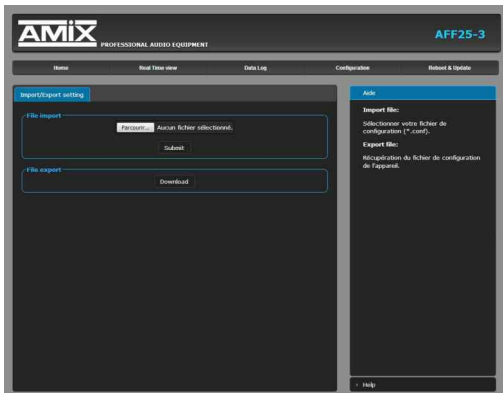 AMiX
PROFESSIONAL AUDIO EQUIPMENT
AFF25-3
Home
Real Time view
Data Log
Configuration
Reboot & Update
Import/Export setting
File import
Parcourir... Aucun fichier sélectionné.
Submit
File export
Download
Aide
Import file:
Sélectionner votre fichier de
configuration (*.conf).
Export file:
Récupération du fichier de configuration
de l'appareil.
Help